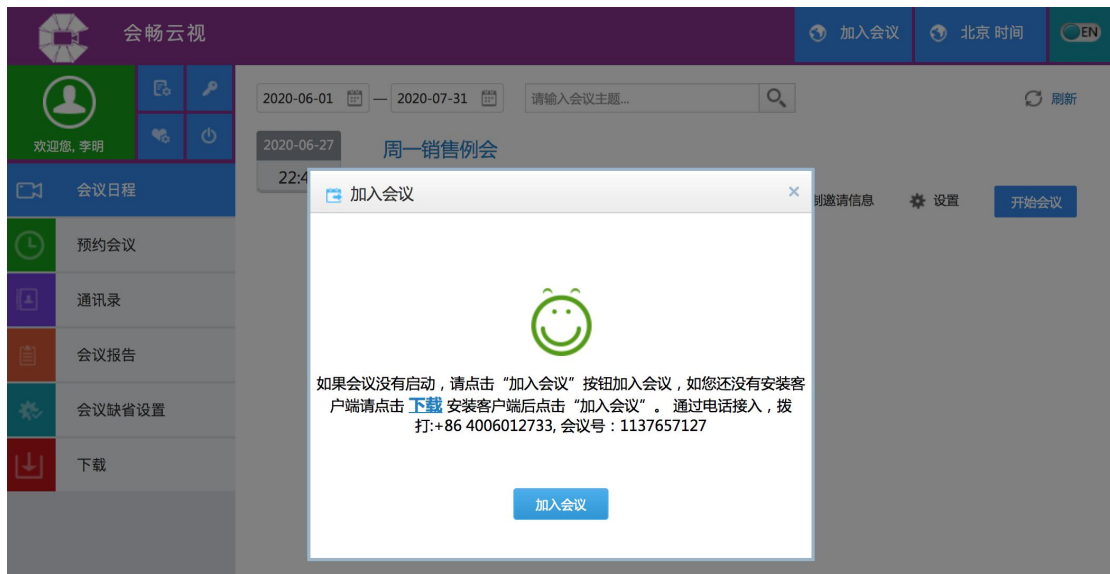 会畅云视
加入会议
北京 时间
EN
欢迎您, 李明
2020-06-01 — 2020-07-31
请输入会议主题...
刷新
2020-06-27
周一销售例会
22:4
会议日程
预约会议
通讯录
会议报告
会议缺省设置
下载
加入会议
×
制邀请信息
设置
开始会议
如果会议没有启动，请点击“加入会议”按钮加入会议，如您还没有安装客
户端请点击 下载 安装客户端后点击“加入会议”。 通过电话接入，拨
打:+86 4006012733, 会议号：1137657127
加入会议